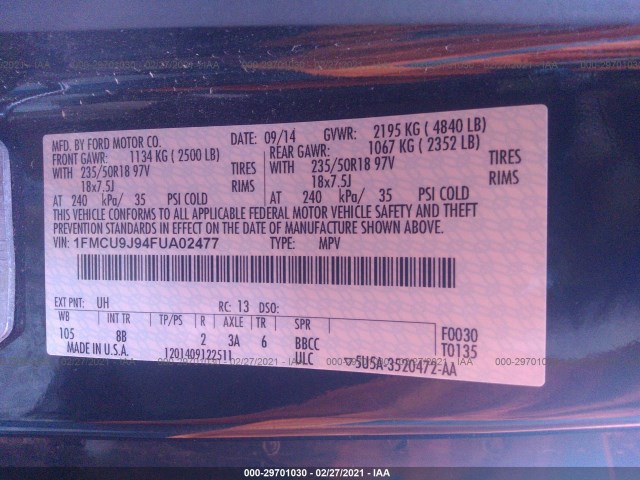 000-29701030 - 02/27/2021 - IAA
MFD. BY FORD MOTOR CO. DATE: 09/14 GVWR: 2195 KG ( 4840 LB)
FRONT GAWR: 1134 KG ( 2500 LB) REAR GAWR: 1067 KG ( 2352 LB)
WITH 235/50R18 97V TIRES WITH 235/50R18 97V TIRES
18x7.5J RIMS 18x7.5J RIMS
AT 240 kPa/ 35 PSI COLD AT 240 kPa/ 35 PSI COLD
THIS VEHICLE CONFORMS TO ALL APPLICABLE FEDERAL MOTOR VEHICLE SAFETY AND THEFT
PREVENTION STANDARDS IN EFFECT ON THE DATE OF MANUFACTURE SHOWN ABOVE.
VIN: 1FMCU9J94FUA02477 TYPE: MPV
EXT PNT: UH RC: 13 DSO:
WB INT TR TP/PS R AXLE TR SPR
105 8B 2 3A 6 BBCC F0030
MADE IN U.S.A. 1201409122511 ULC T0135
5U5A-3520472-AA
000-29701030 - 02/27/2021 - IAA